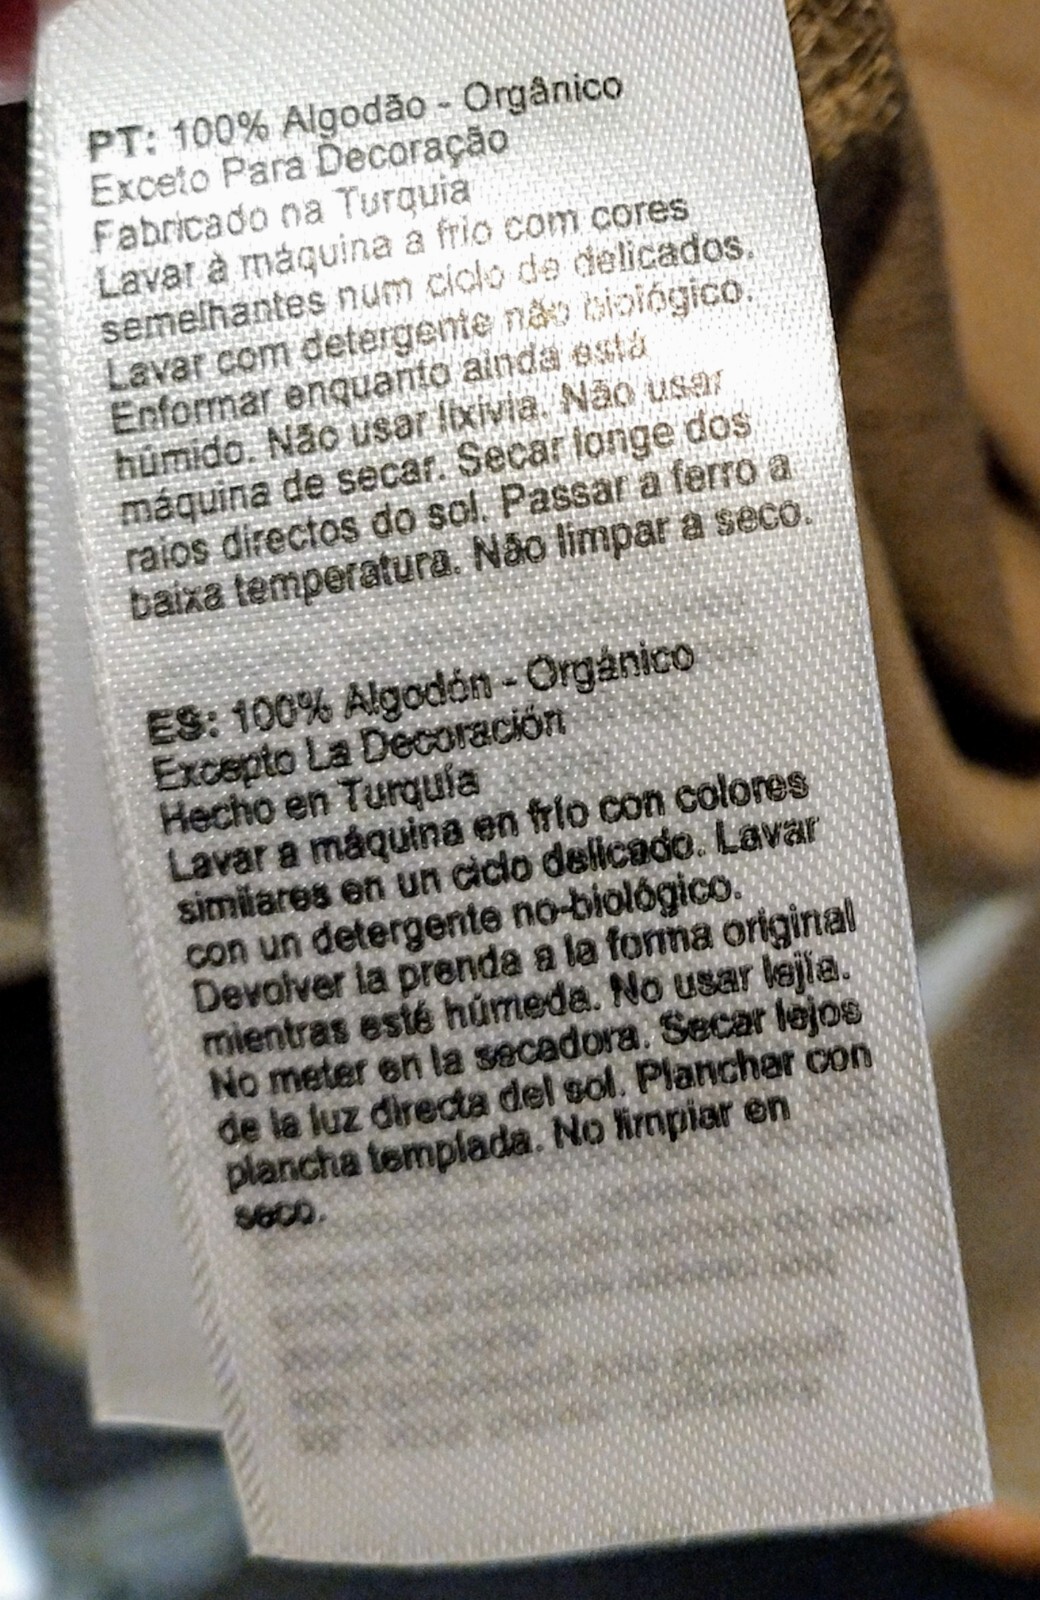 PT: 100% Algodão - Orgânico
Exceto Para Decoração
Fabricado na Turquia
Lavar à máquina a frio com cores
semelhantes num ciclo de delicados.
Lavar com detergente não biológico.
Enformar enquanto ainda está
húmido. Não usar lixivia. Não usar
máquina de secar. Secar longe dos
raios directos do sol. Passar a ferro a
baixa temperatura. Não limpar a seco.
ES: 100% Algodón - Orgánico
Excepto La Decoración
Hecho en Turquía
Lavar a máquina en frío con colores
similares en un ciclo delicado. Lavar
con un detergente no-biológico.
Devolver la prenda a la forma original
mientras esté húmeda. No usar lejía.
No meter en la secadora. Secar lejos
de la luz directa del sol. Planchar con
plancha templada. No limpiar en
seco.